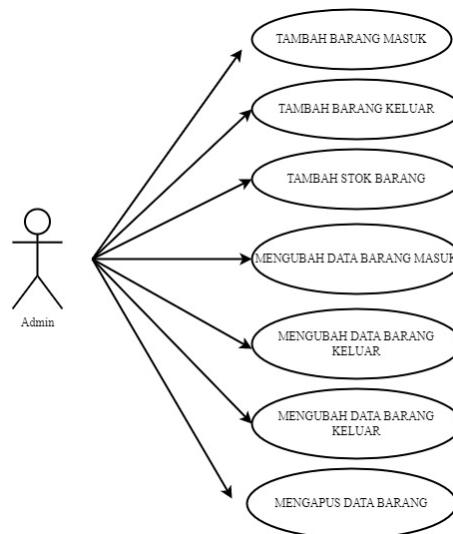 TAMBAH BARANG MASUK
TAMBAH BARANG KELUAR
TAMBAH STOK BARANG
MENGUBAH DATA BARANG MASUK
Admin
MENGUBAH DATA BARANG
KELUAR
MENGUBAH DATA BARANG
KELUAR
MENGAPUS DATA BARANG